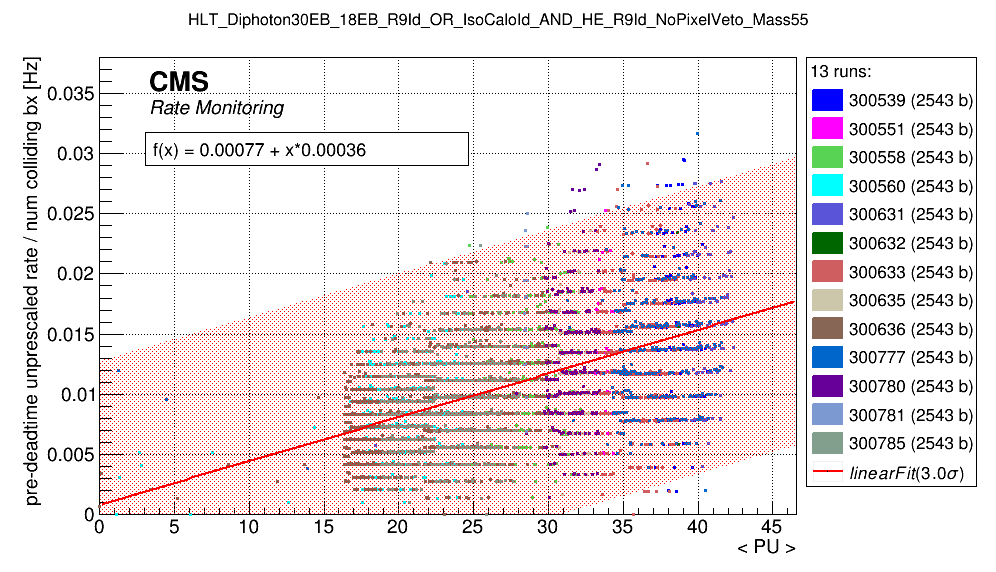 HLT_Diphoton30EB_18EB_R9Id_OR_IsoCaloId_AND_HE_R9Id_NoPixelVeto_Mass55
pre-deadtime unprescaled rate / num colliding bx [Hz]
CMS
Rate Monitoring
f(x) = 0.00077 + x*0.00036
0.035
0.03
0.025
0.02
0.015
0.01
0.005
0
0 5 10 15 20 25 30 35 40 45
< PU >
13 runs:
300539 (2543 b)
300551 (2543 b)
300558 (2543 b)
300560 (2543 b)
300631 (2543 b)
300632 (2543 b)
300633 (2543 b)
300635 (2543 b)
300636 (2543 b)
300777 (2543 b)
300780 (2543 b)
300781 (2543 b)
300785 (2543 b)
linearFit(3.0σ)